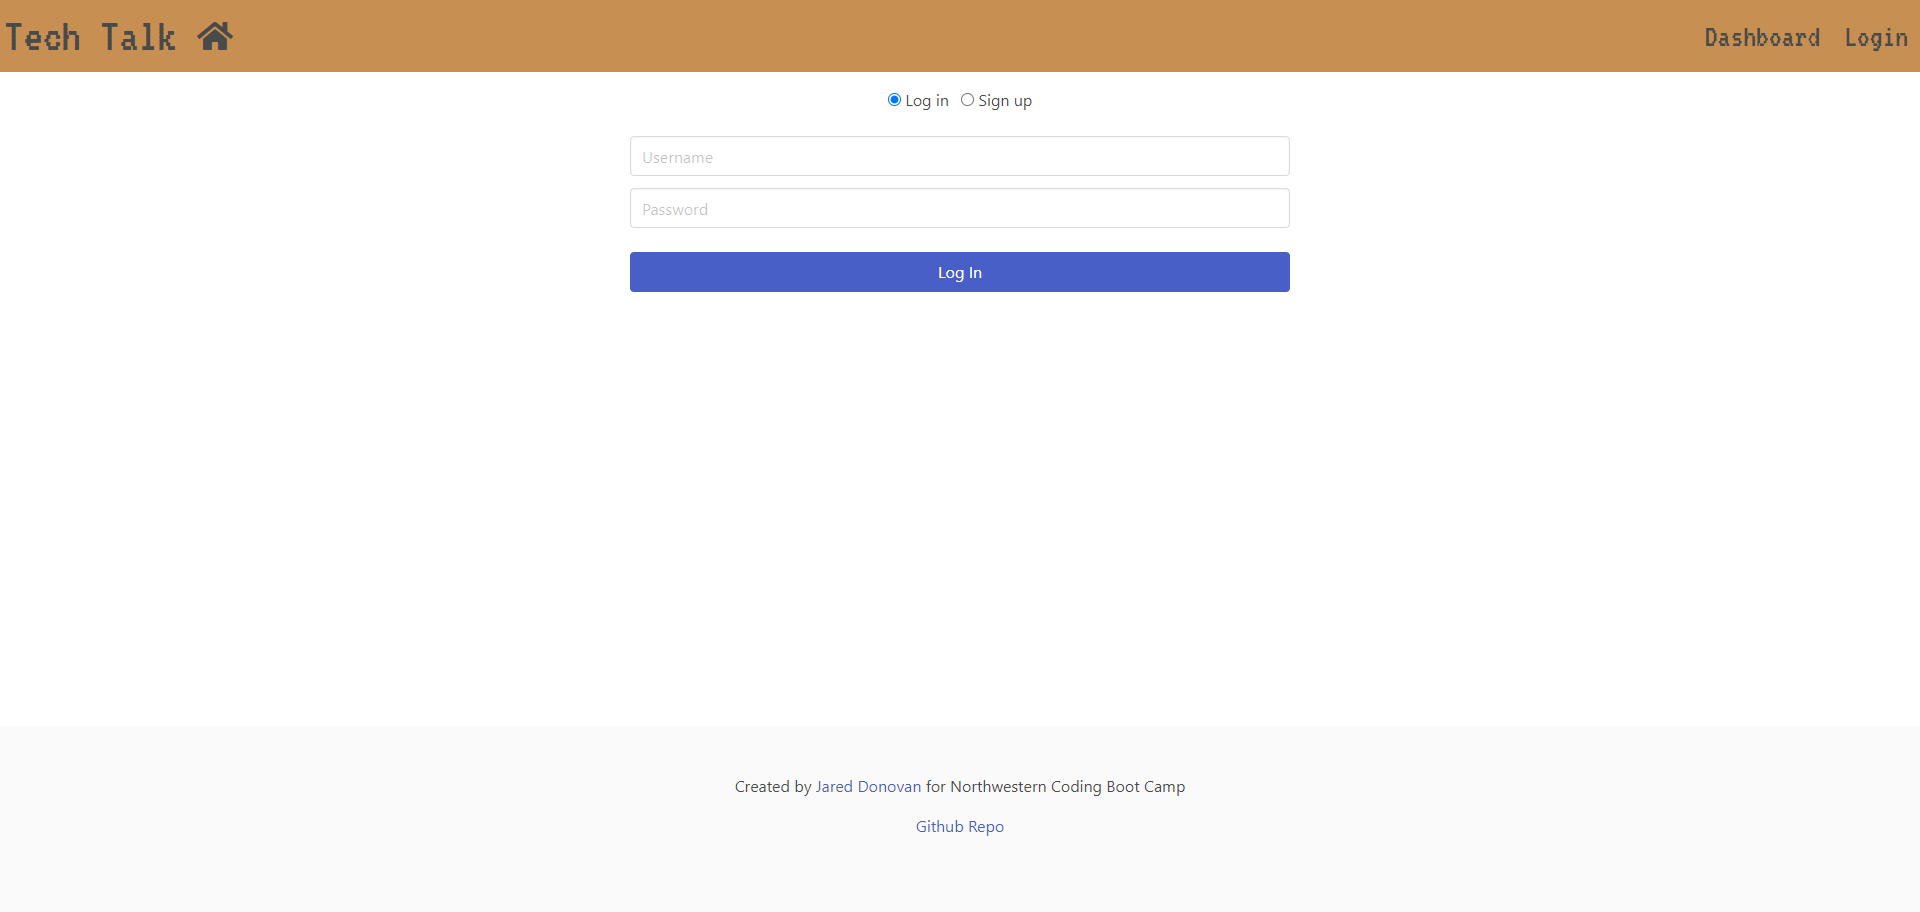 Tech Talk
Dashboard Login
Log in Sign up
Username
Password
Log In
Created by Jared Donovan for Northwestern Coding Boot Camp
Github Repo